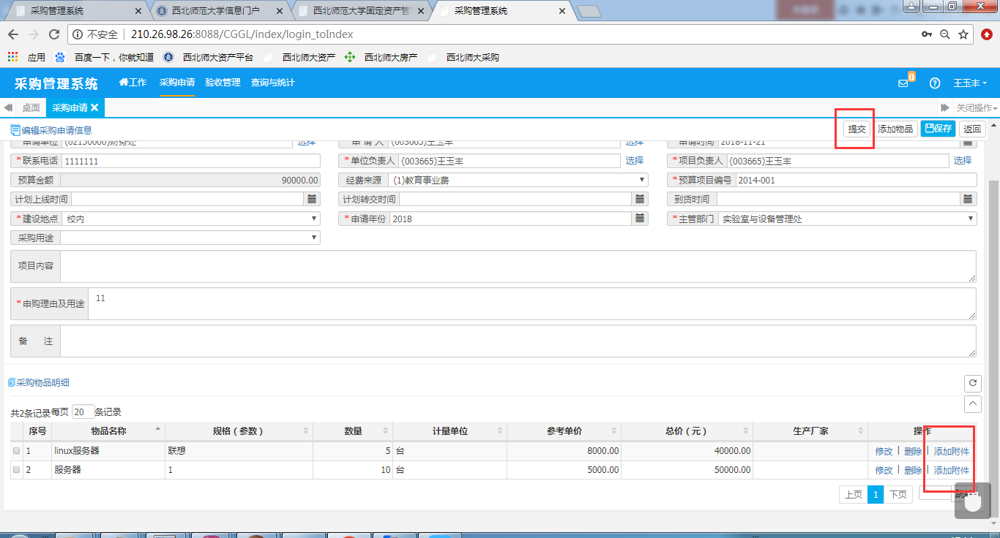 采购管理系统
西北师范大学信息门户
西北师范大学固定资产管
采购管理系统
不安全 210.26.98.26:8088/CGGL/index/login_toIndex
应用 百度一下，你就知道 西北师大资产平台 西北师大资产 西北师大房产 西北师大采购
采购管理系统 工作 采购申请 验收管理 查询与统计 0 王玉丰
桌面 采购申请 关闭操作
编辑采购申请信息 提交 添加物品 保存 返回
申请单位 (02150000)财务处 选择 申 请 人 (003665)王玉丰 选择 申请时间 2018-11-21
*联系电话 1111111 *单位负责人 (003665)王玉丰 选择 *项目负责人 (003665)王玉丰 选择
预算金额 90000.00 经费来源 (1)教育事业费 *预算项目编号 2014-001
计划上线时间 计划转交时间 到货时间
*建设地点 校内 *申请年份 2018 *主管部门 实验室与设备管理处
采购用途
项目内容
*申购理由及用途 11
备 注
采购物品明细
共2条记录每页 20 条记录
序号 物品名称 规格（参数） 数量 计量单位 参考单价 总价（元） 生产厂家 操作
1 linux服务器 联想 5 台 8000.00 40000.00 修改 | 删除 | 添加附件
2 服务器 1 10 台 5000.00 50000.00 修改 | 删除 | 添加附件
上页 1 下页